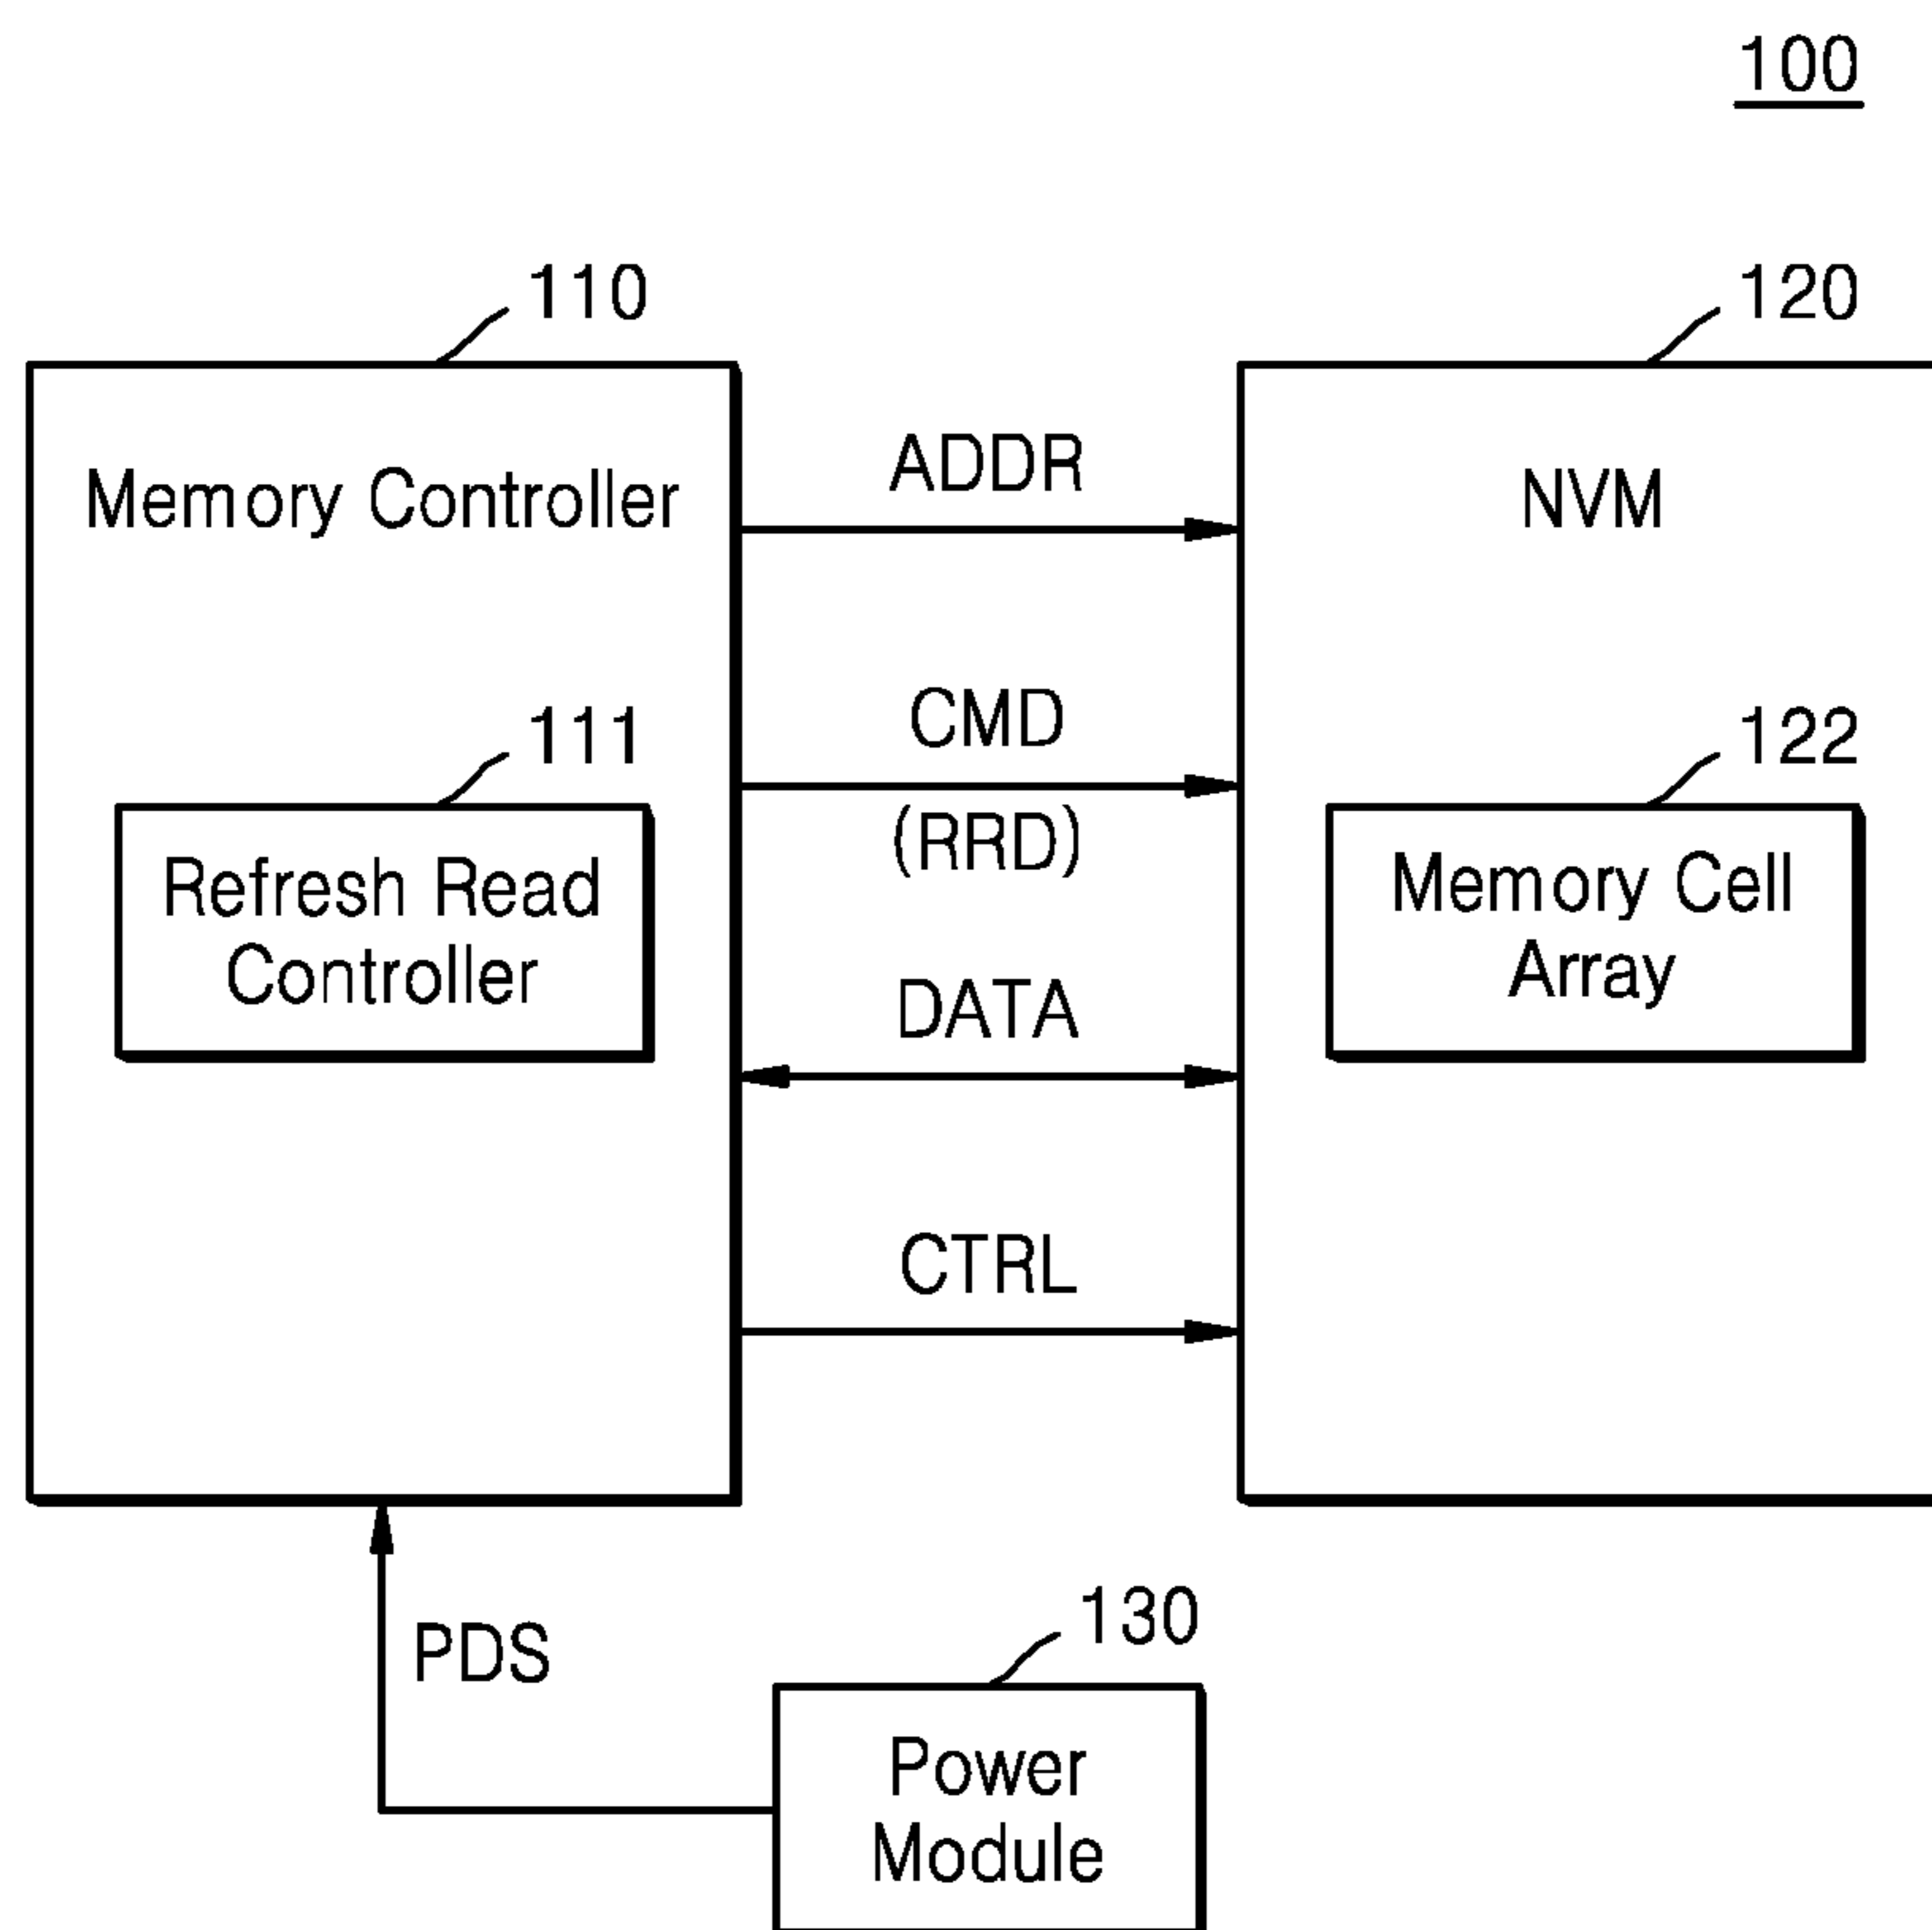 100
110
120
Memory Controller
ADDR
NVM
CMD
(RRD)
111
Refresh Read
Controller
122
Memory Cell
Array
DATA
CTRL
PDS
130
Power
Module